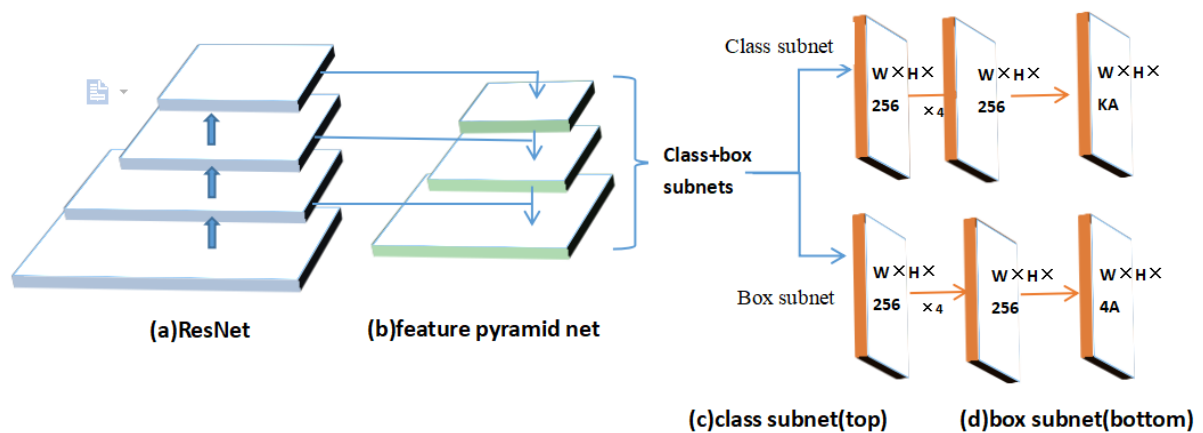 Class subnet
W×H×
256
×4
W×H×
256
W×H×
KA
Class+box
subnets
Box subnet
W×H×
256
×4
W×H×
256
W×H×
4A
(a)ResNet
(b)feature pyramid net
(c)class subnet(top)
(d)box subnet(bottom)